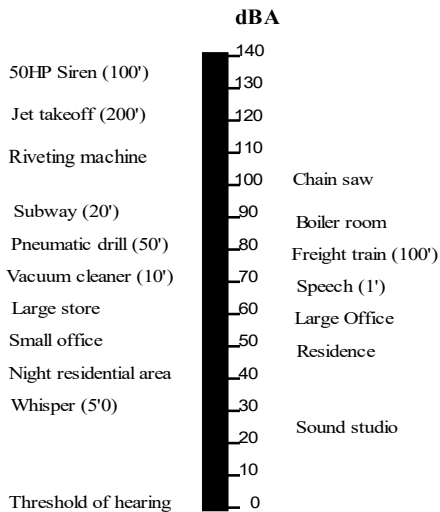 dBA
140
50HP Siren (100')
130
Jet takeoff (200')
120
110
Riveting machine
100
Chain saw
Subway (20')
90
Boiler room
Pneumatic drill (50')
80
Freight train (100')
Vacuum cleaner (10')
70
Speech (1')
Large store
60
Large Office
Small office
50
Residence
Night residential area
40
Whisper (5'0)
30
Sound studio
20
10
Threshold of hearing
0